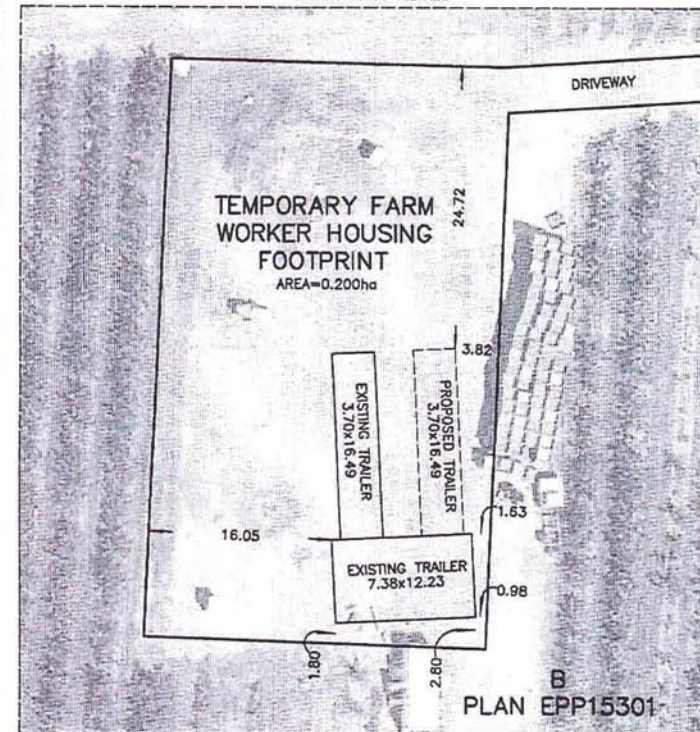 DRIVEWAY
TEMPORARY FARM
WORKER HOUSING
FOOTPRINT
AREA=0.200ha
24.72
3.82
EXISTING TRAILER
3.70x16.49
PROPOSED TRAILER
3.70x16.49
1.63
16.05
EXISTING TRAILER
7.38x12.23
0.98
1.80
2.80
B
PLAN EPP15301